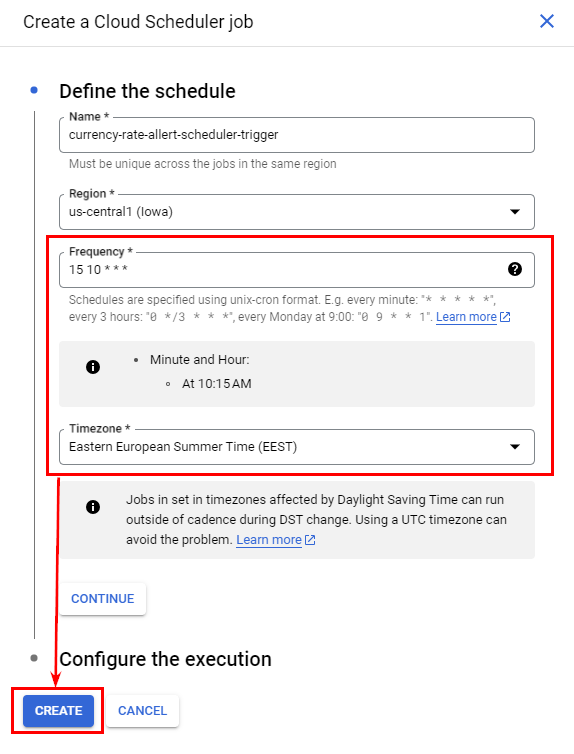 Create a Cloud Scheduler job
Define the schedule
Name *
currency-rate-allert-scheduler-trigger
Must be unique across the jobs in the same region
Region *
us-central1 (Iowa)
Frequency *
15 10 * * *
Schedules are specified using unix-cron format. E.g. every minute: "* * * * *",
every 3 hours: "0 */3 * * *", every Monday at 9:00: "0 9 * * 1". Learn more
Minute and Hour:
At 10:15 AM
Timezone *
Eastern European Summer Time (EEST)
Jobs in set in timezones affected by Daylight Saving Time can run
outside of cadence during DST change. Using a UTC timezone can
avoid the problem. Learn more
CONTINUE
Configure the execution
CREATE CANCEL